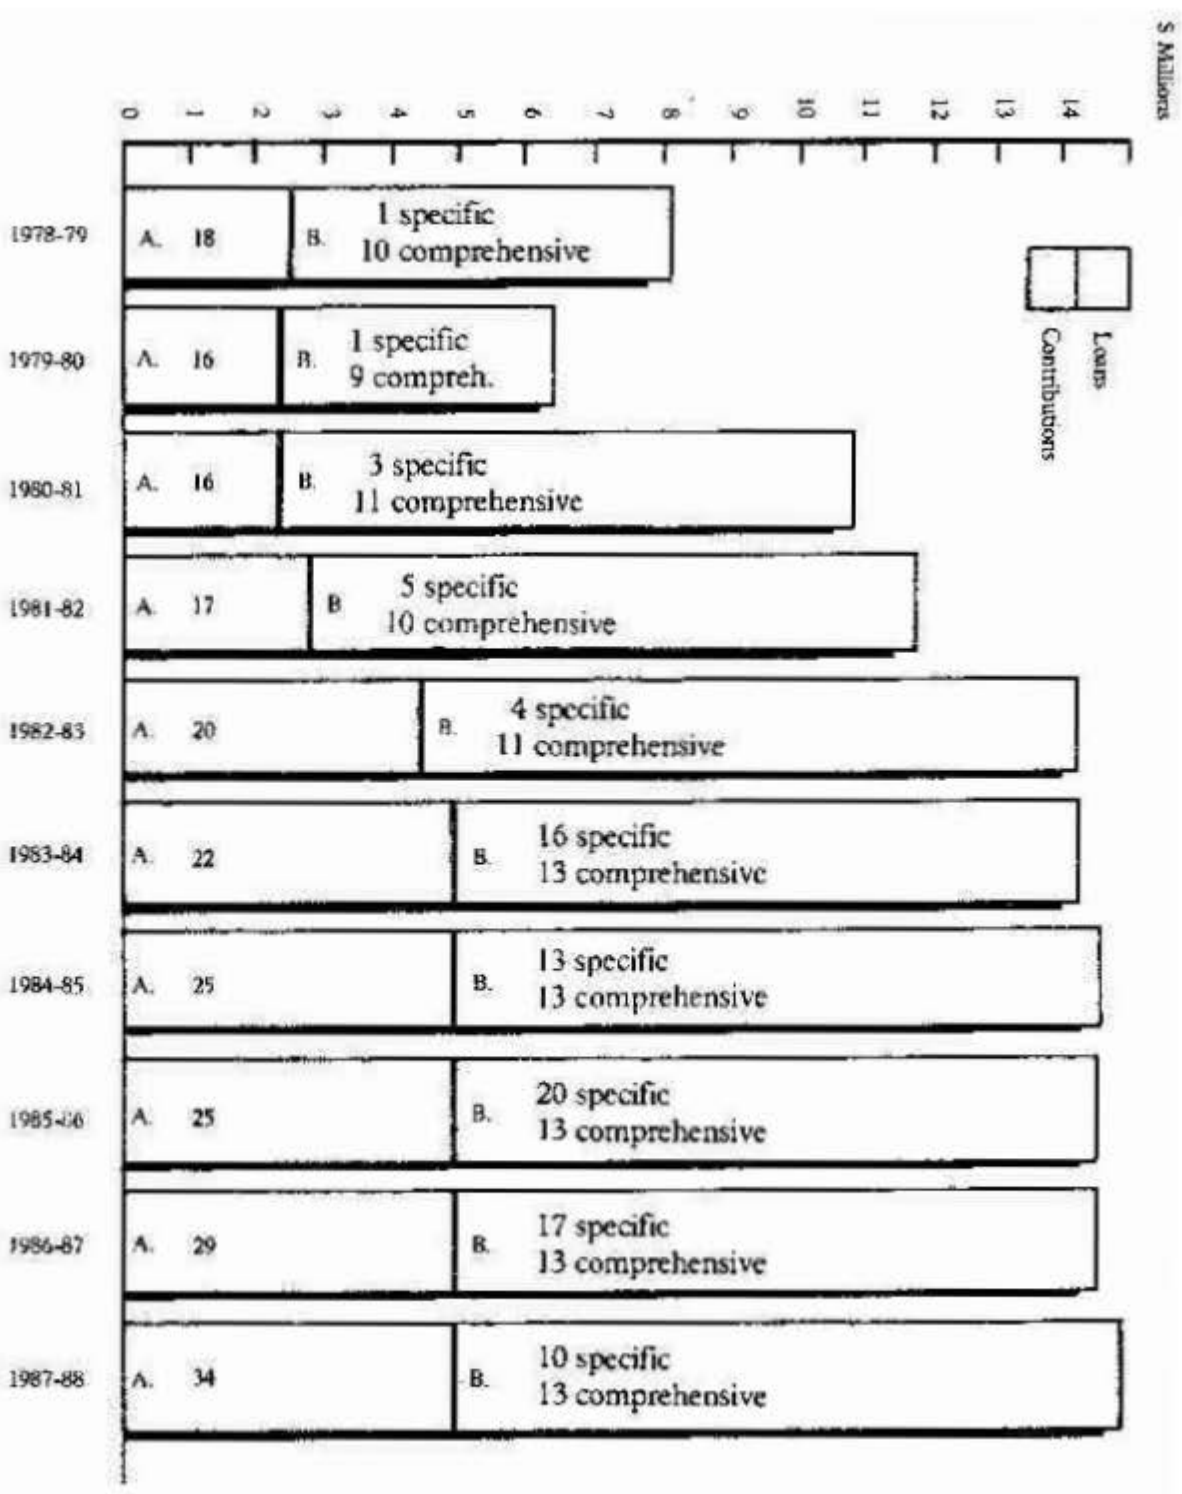 $ Millions
0 1 2 3 4 5 6 7 8 9 10 11 12 13 14
Loans
Contributions
1978-79 A. 18 B. 1 specific
10 comprehensive
1979-80 A. 16 B. 1 specific
9 compreh.
1980-81 A. 16 B. 3 specific
11 comprehensive
1981-82 A. 17 B 5 specific
10 comprehensive
1982-83 A. 20 B. 4 specific
11 comprehensive
1983-84 A. 22 B. 16 specific
13 comprehensive
1984-85 A. 25 B. 13 specific
13 comprehensive
1985-86 A. 25 B. 20 specific
13 comprehensive
1986-87 A. 29 B. 17 specific
13 comprehensive
1987-88 A. 34 B. 10 specific
13 comprehensive